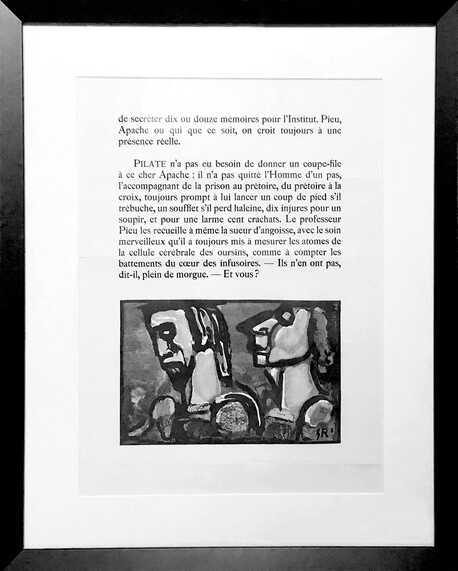 de secréter dix ou douze mémoires pour l'Institut. Pieu,
Apache ou qui que ce soit, on croit toujours à une
présence réelle.
PILATE n'a pas eu besoin de donner un coupe-file
à ce cher Apache : il n'a pas quitté l'Homme d'un pas,
l'accompagnant de la prison au prétoire, du prétoire à la
croix, toujours prompt à lui lancer un coup de pied s'il
trébuche, un soufflet s'il perd haleine, dix injures pour un
soupir, et pour une larme cent crachats. Le professeur
Pieu les recueille à même la sueur d'angoisse, avec le soin
merveilleux qu'il a toujours mis à mesurer les atomes de
la cellule cérébrale des oursins, comme à compter les
battements du cœur des infusoires. — Ils n'en ont pas,
dit-il, plein de morgue. — Et vous ?
GR